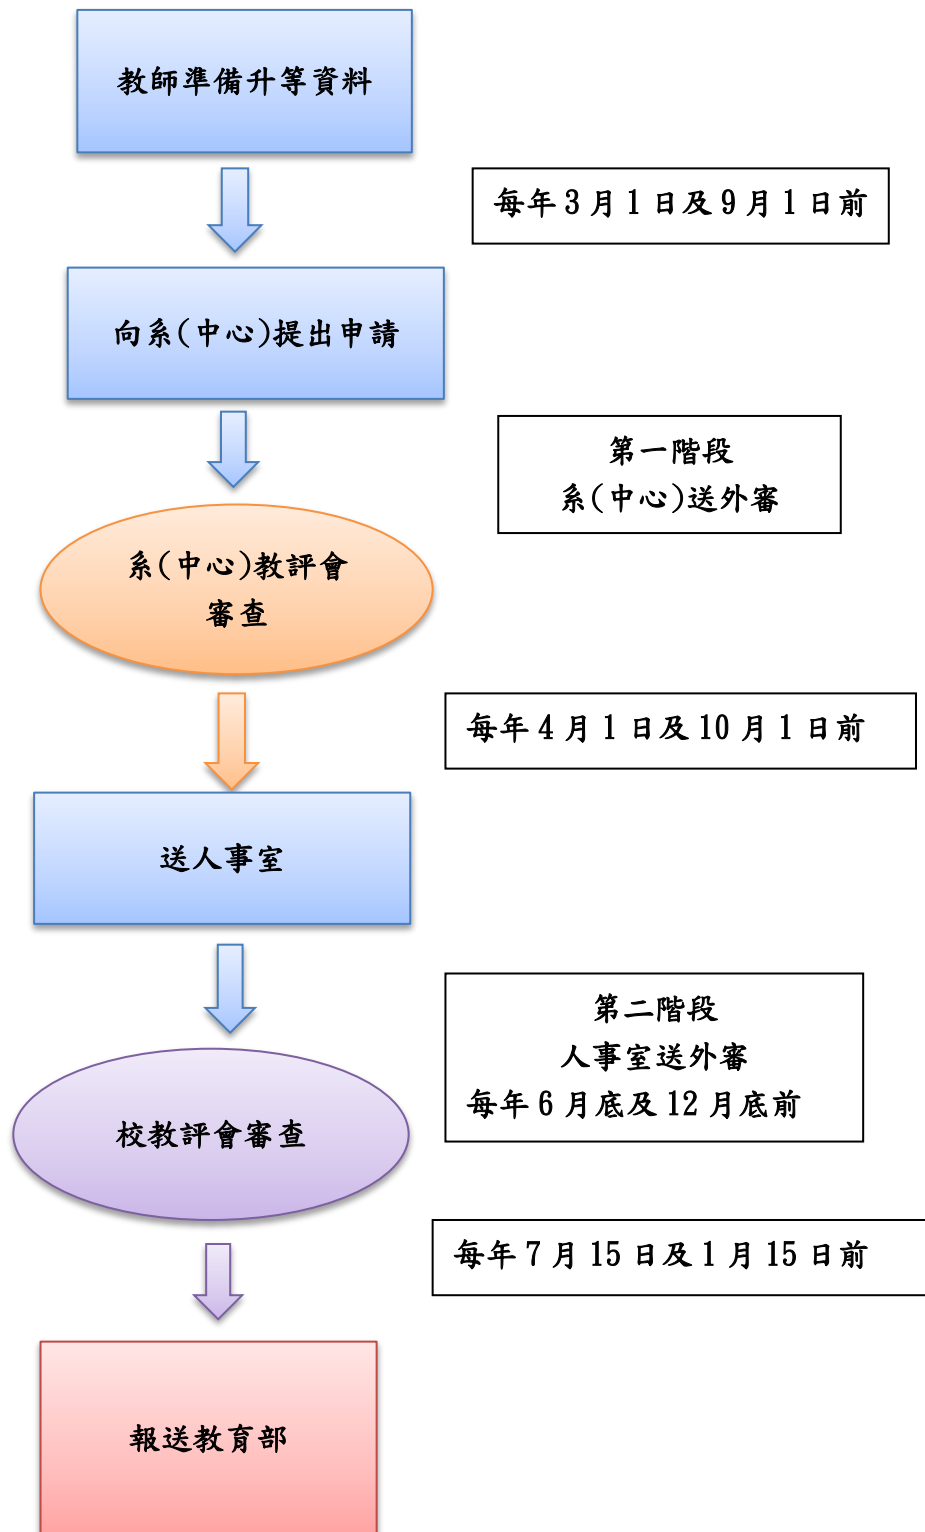 教師準備升等資料
每年3月1日及9月1日前
向系(中心)提出申請
第一階段
系(中心)送外審
系(中心)教評會
審查
每年4月1日及10月1日前
送人事室
第二階段
人事室送外審
每年6月底及12月底前
校教評會審查
每年7月15日及1月15日前
報送教育部